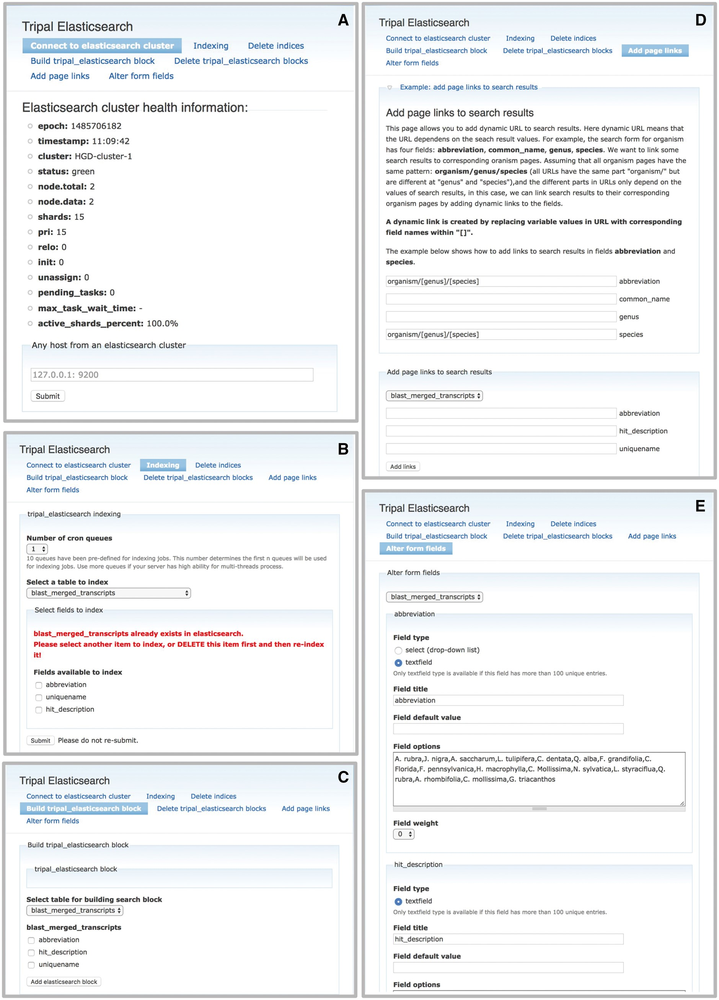 A
Tripal Elasticsearch
Connect to elasticsearch cluster Indexing Delete indices
Build tripal_elasticsearch block Delete tripal_elasticsearch blocks
Add page links Alter form fields
Elasticsearch cluster health information:
epoch: 1485706182
timestamp: 11:09:42
cluster: HGD-cluster-1
status: green
node.total: 2
node.data: 2
shards: 15
pri: 15
relo: 0
init: 0
unassign: 0
pending_tasks: 0
max_task_wait_time: -
active_shards_percent: 100.0%
Any host from an elasticsearch cluster
127.0.0.1: 9200
Submit
B
Tripal Elasticsearch
Connect to elasticsearch cluster Indexing Delete indices
Build tripal_elasticsearch block Delete tripal_elasticsearch blocks Add page links
Alter form fields
tripal_elasticsearch indexing
Number of cron queues
1
10 queues have been pre-defined for indexing jobs. This number determines the first n queues will be used
for indexing jobs. Use more queues if your server has high ability for multi-threads process.
Select a table to index
blast_merged_transcripts
Select fields to index
blast_merged_transcripts already exists in elasticsearch.
Please select another item to index, or DELETE this item first and then re-index
it!
Fields available to index
abbreviation
uniquename
hit_description
Submit Please do not re-submit.
C
Tripal Elasticsearch
Connect to elasticsearch cluster Indexing Delete indices
Build tripal_elasticsearch block Delete tripal_elasticsearch blocks Add page links
Alter form fields
Build tripal_elasticsearch block
tripal_elasticsearch block
Select table for building search block
blast_merged_transcripts
blast_merged_transcripts
abbreviation
hit_description
uniquename
Add elasticsearch block
D
Tripal Elasticsearch
Connect to elasticsearch cluster Indexing Delete indices
Build tripal_elasticsearch block Delete tripal_elasticsearch blocks Add page links
Alter form fields
Example: add page links to search results
Add page links to search results
This page allows you to add dynamic URL to search results. Here dynamic URL means that
the URL dependens on the seach result values. For example, the search form for organism
has four fields: abbreviation, common_name, genus, species. We want to link some
search results to corresponding oranism pages. Assuming that all organism pages have the
same pattern: organism/genus/species (all URLs have the same part "organism/" but
are different at "genus" and "species"),and the different parts in URLs only depend on the
values of search results, in this case, we can link search results to their corresponding
organism pages by adding dynamic links to the fields.
A dynamic link is created by replacing variable values in URL with corresponding
field names within "[]".
The example below shows how to add links to search results in fields abbreviation and
species.
organism/[genus]/[species] abbreviation
common_name
genus
organism/[genus]/[species] species
Add page links to search results
blast_merged_transcripts
abbreviation
hit_description
uniquename
Add links
E
Tripal Elasticsearch
Connect to elasticsearch cluster Indexing Delete indices
Build tripal_elasticsearch block Delete tripal_elasticsearch blocks Add page links
Alter form fields
Alter form fields
blast_merged_transcripts
abbreviation
Field type
select (drop-down list)
textfield
Only textfield type is available if this field has more than 100 unique entries.
Field title
abbreviation
Field default value
Field options
A. rubra,J. nigra,A. saccharum,L. tulipifera,C. dentata,Q. alba,F. grandifolia,C.
Florida,F. pennsylvanica,H. macrophylla,C. Mollissima,N. sylvatica,L. styraciflua,Q.
rubra,A. rhombifolia,C. mollissima,G. triacanthos
Field weight
0
hit_description
Field type
textfield
Only textfield type is available if this field has more than 100 unique entries.
Field title
hit_description
Field default value
Field options